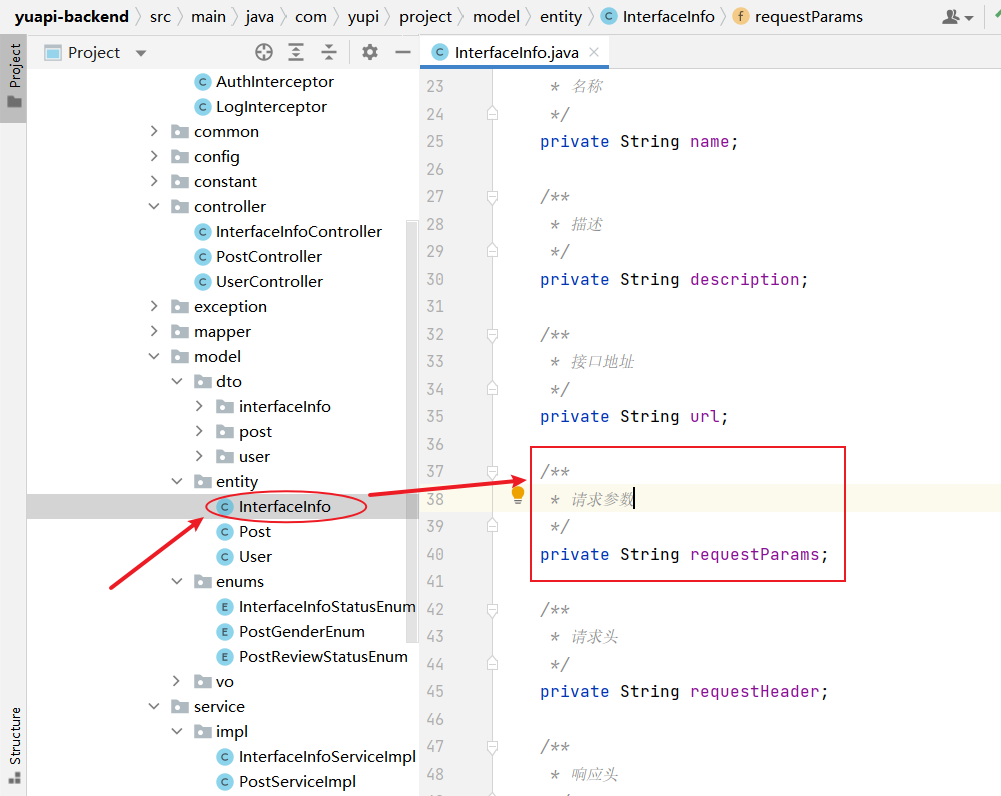 yuapi-backend src main java com yupi project model entity InterfaceInfo requestParams
Project
Project
Structure
AuthInterceptor
LogInterceptor
common
config
constant
controller
InterfaceInfoController
PostController
UserController
exception
mapper
model
dto
interfaceInfo
post
user
entity
InterfaceInfo
Post
User
enums
InterfaceInfoStatusEnum
PostGenderEnum
PostReviewStatusEnum
vo
service
impl
InterfaceInfoServiceImpl
PostServiceImpl
InterfaceInfo.java
23 * 名称
24 */
25 private String name;
26
27 /**
28 * 描述
29 */
30 private String description;
31
32 /**
33 * 接口地址
34 */
35 private String url;
36
37 /**
38 * 请求参数
39 */
40 private String requestParams;
41
42 /**
43 * 请求头
44 */
45 private String requestHeader;
46
47 /**
48 * 响应头